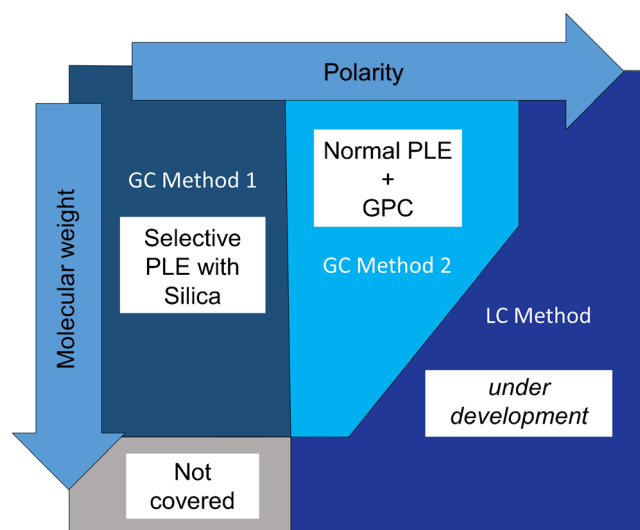 Polarity
Molecular weight
GC Method 1
Selective
PLE with
Silica
Normal PLE
+
GPC
GC Method 2
LC Method
under
development
Not
covered